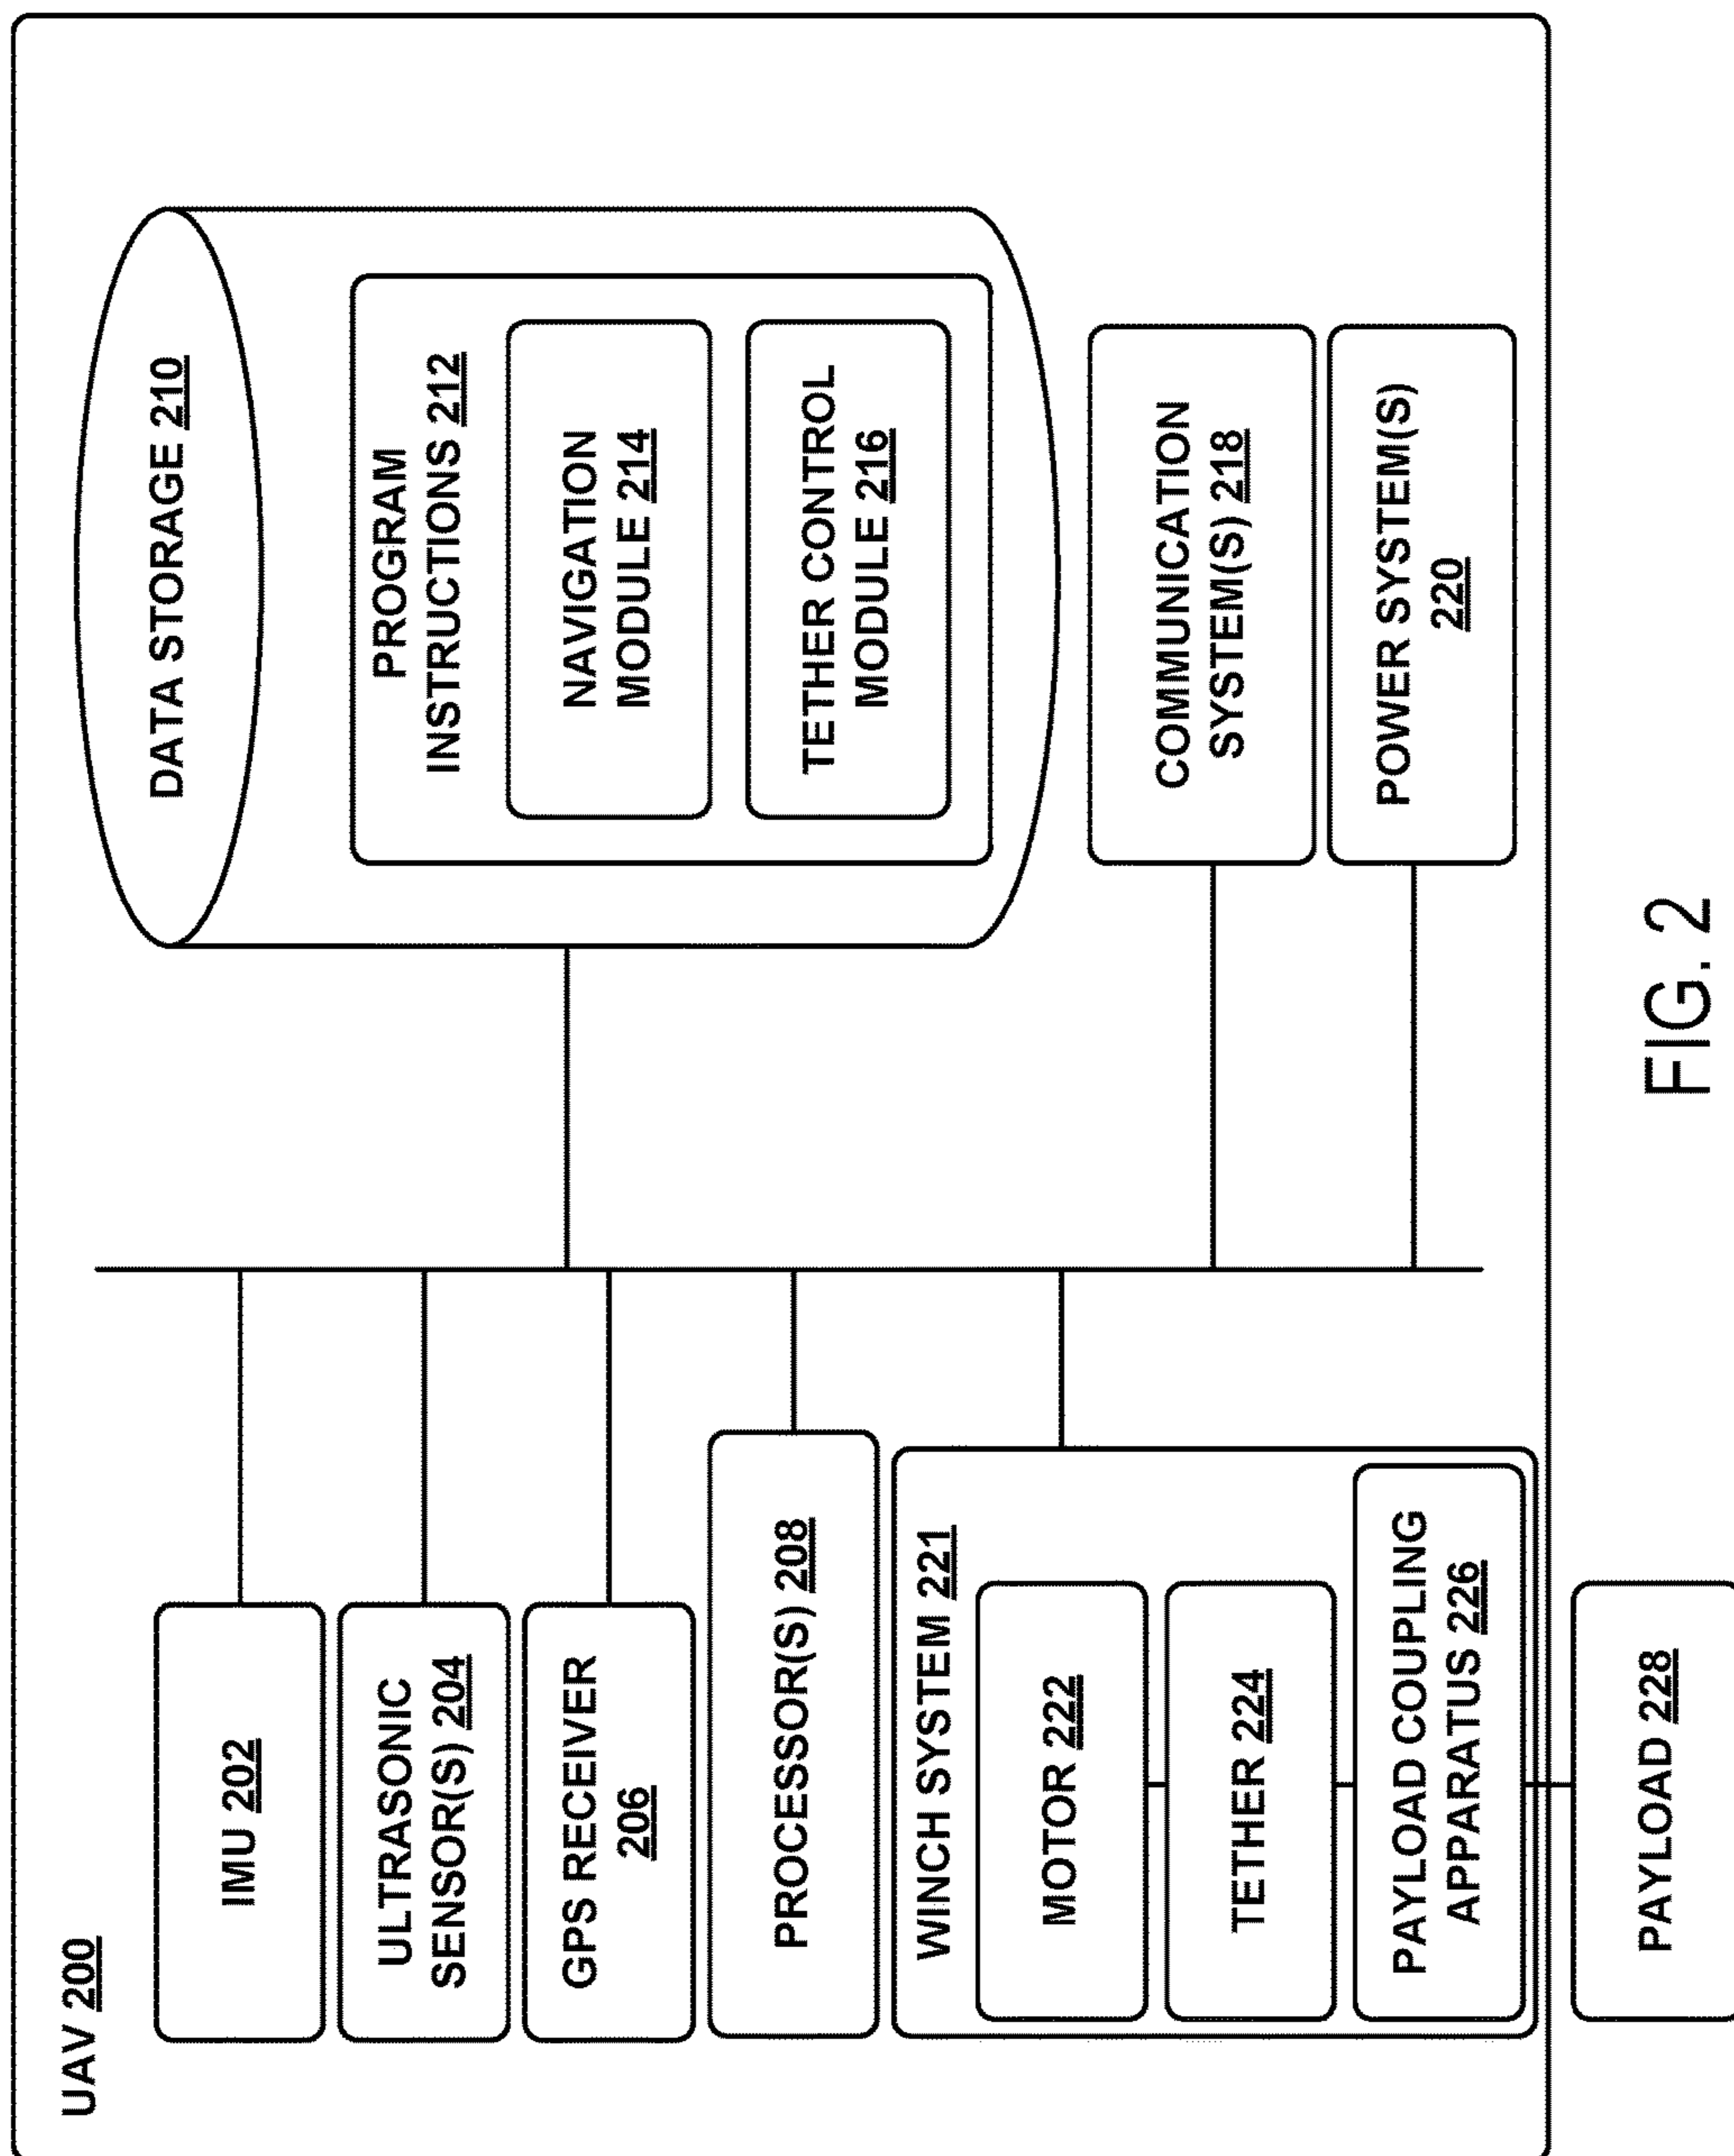 UAV 200
IMU 202
ULTRASONIC
SENSOR(S) 204
GPS RECEIVER
206
PROCESSOR(S) 208
WINCH SYSTEM 221
MOTOR 222
TETHER 224
PAYLOAD COUPLING
APPARATUS 226
PAYLOAD 228
DATA STORAGE 210
PROGRAM
INSTRUCTIONS 212
NAVIGATION
MODULE 214
TETHER CONTROL
MODULE 216
COMMUNICATION
SYSTEM(S) 218
POWER SYSTEM(S)
220
FIG. 2